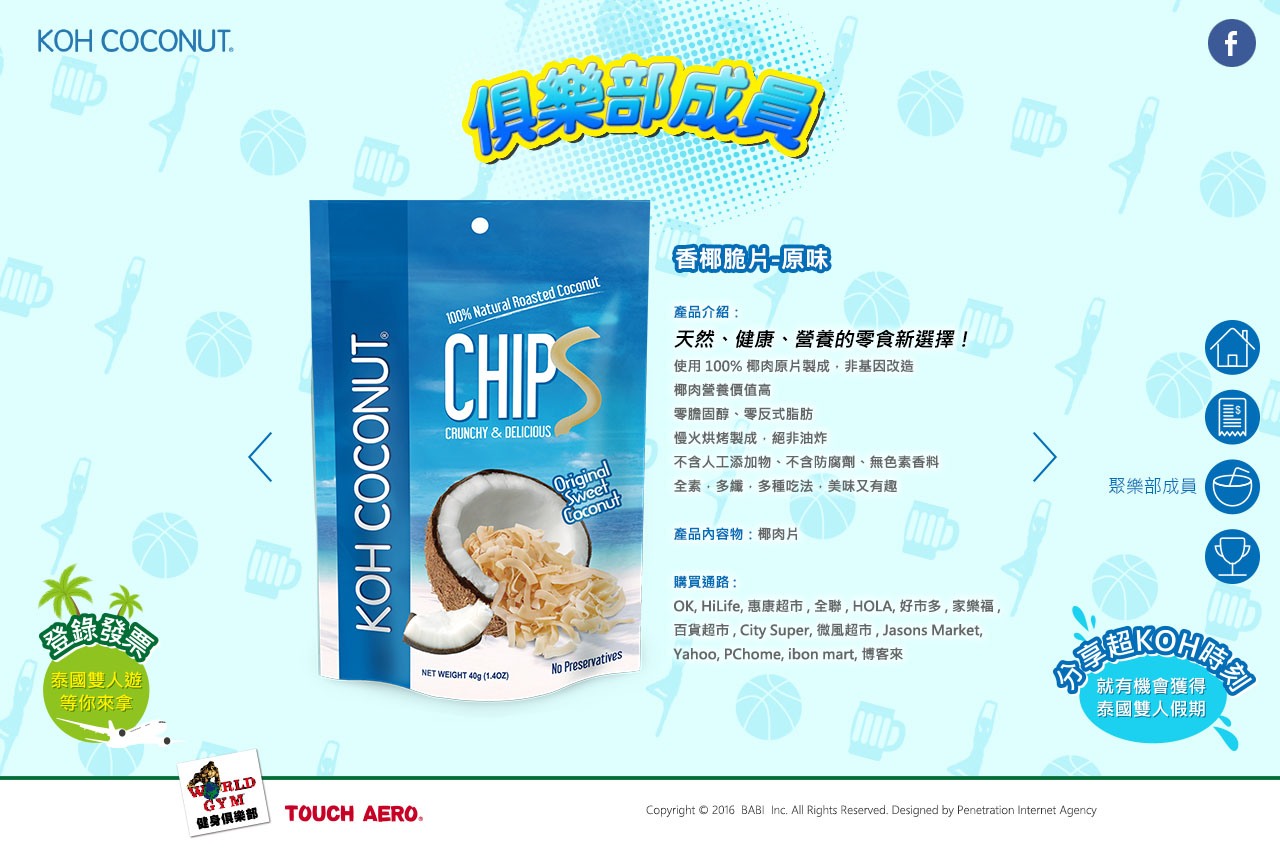 KOH COCONUT®
f
俱樂部成員
100% Natural Roasted Coconut
CHIPS
CRUNCHY & DELICIOUS
KOH COCONUT®
Original
Sweet
Coconut
NET WEIGHT 40g (1.4OZ)
No Preservatives
香椰脆片-原味
產品介紹：
天然、健康、營養的零食新選擇！
使用 100% 椰肉原片製成，非基因改造
椰肉營養價值高
零膽固醇、零反式脂肪
慢火烘烤製成，絕非油炸
不含人工添加物、不含防腐劑、無色素香料
全素，多纖，多種吃法，美味又有趣
產品內容物：椰肉片
購買通路 :
OK, HiLife, 惠康超市 , 全聯 , HOLA, 好市多 , 家樂福 ,
百貨超市 , City Super, 微風超市 , Jasons Market,
Yahoo, PChome, ibon mart, 博客來
$
聚樂部成員
登錄發票
泰國雙人遊
等你來拿
分享超KOH時刻
就有機會獲得
泰國雙人假期
WORLD
GYM
健身俱樂部
TOUCH AERO®
Copyright © 2016 BABI Inc. All Rights Reserved. Designed by Penetration Internet Agency